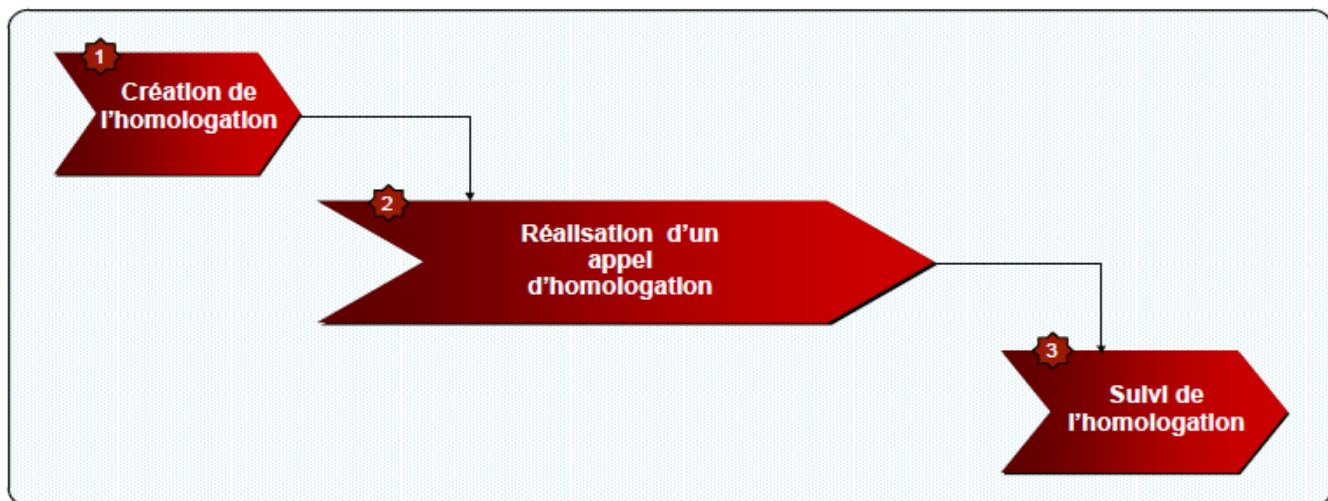 1
Création de
l'homologation
2
Réalisation d'un
appel
d'homologation
3
Suivi de
l'homologation